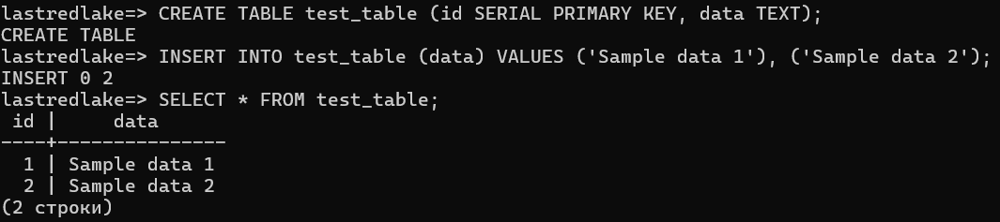 lastredlake=> CREATE TABLE test_table (id SERIAL PRIMARY KEY, data TEXT);
CREATE TABLE
lastredlake=> INSERT INTO test_table (data) VALUES ('Sample data 1'), ('Sample data 2');
INSERT 0 2
lastredlake=> SELECT * FROM test_table;
 id |     data
----+---------------
  1 | Sample data 1
  2 | Sample data 2
(2 строки)